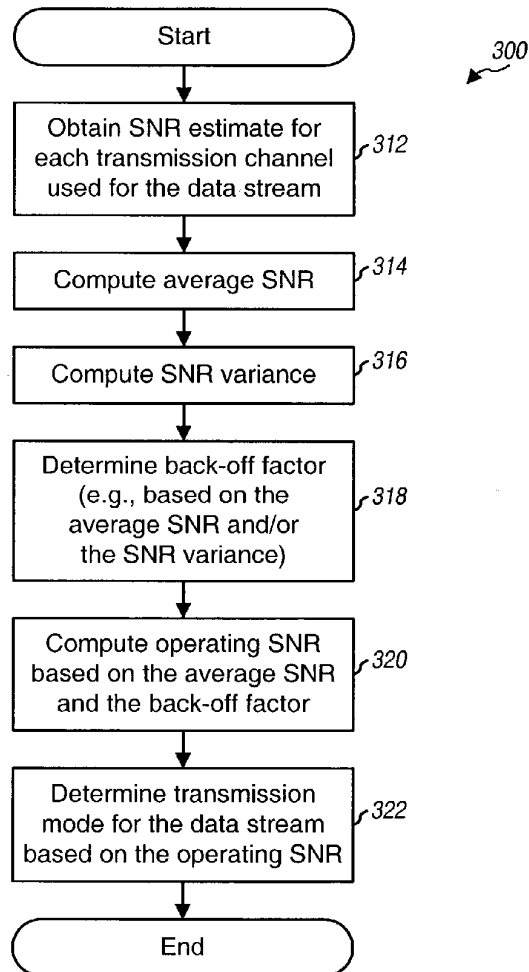 Start
300
Obtain SNR estimate for
each transmission channel
used for the data stream
312
Compute average SNR
314
Compute SNR variance
316
Determine back-off factor
(e.g., based on the
average SNR and/or
the SNR variance)
318
Compute operating SNR
based on the average SNR
and the back-off factor
320
Determine transmission
mode for the data stream
based on the operating SNR
322
End